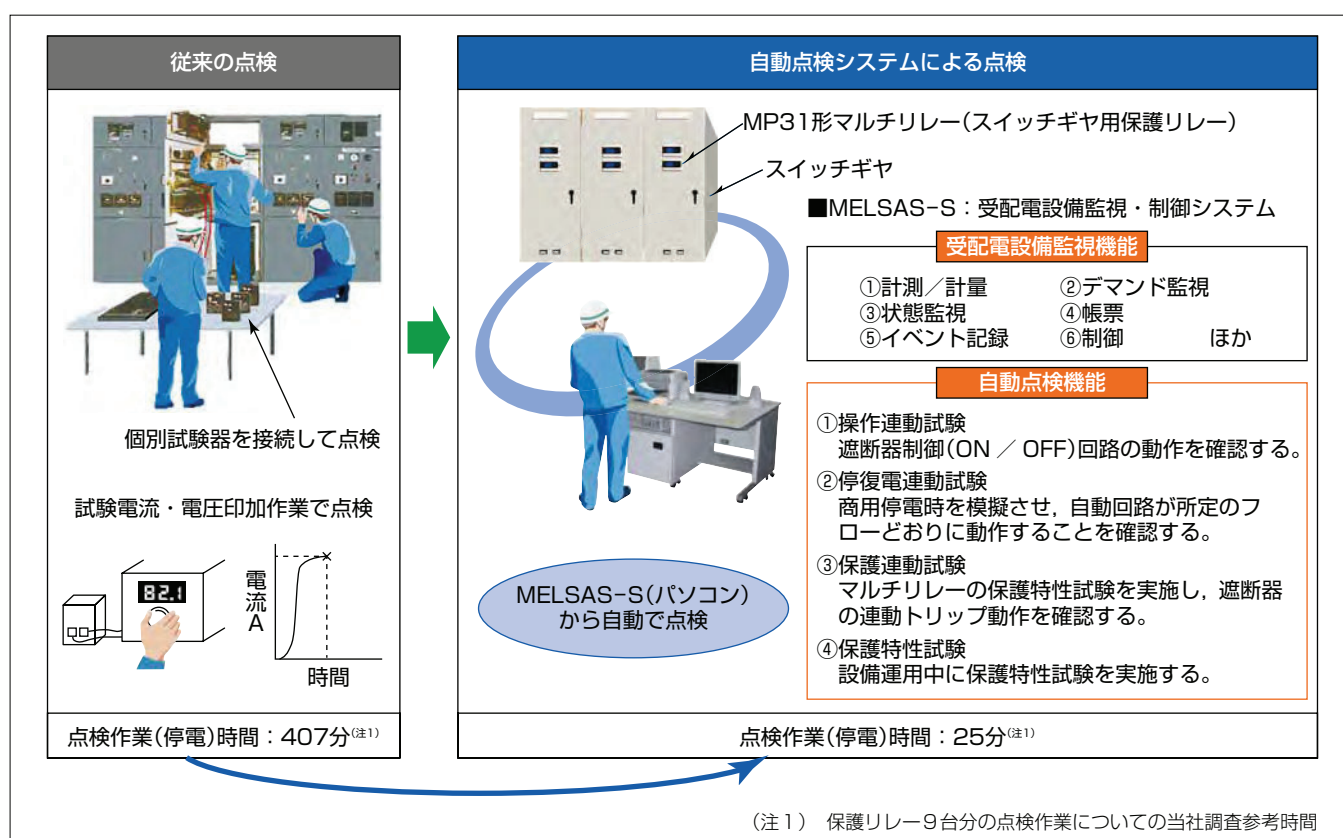 従来の点検
個別試験器を接続して点検
試験電流・電圧印加作業で点検
82.1
電流A
時間
点検作業(停電)時間：407分(注1)
自動点検システムによる点検
MP31形マルチリレー(スイッチギヤ用保護リレー)
スイッチギヤ
■MELSAS-S：受配電設備監視・制御システム
受配電設備監視機能
①計測／計量 ②デマンド監視
③状態監視 ④帳票
⑤イベント記録 ⑥制御 ほか
自動点検機能
①操作連動試験
遮断器制御(ON ／ OFF)回路の動作を確認する。
②停復電連動試験
商用停電時を模擬させ，自動回路が所定のフ
ローどおりに動作することを確認する。
③保護連動試験
マルチリレーの保護特性試験を実施し，遮断器
の連動トリップ動作を確認する。
④保護特性試験
設備運用中に保護特性試験を実施する。
MELSAS-S(パソコン)
から自動で点検
点検作業(停電)時間：25分(注1)
(注1) 保護リレー9台分の点検作業についての当社調査参考時間